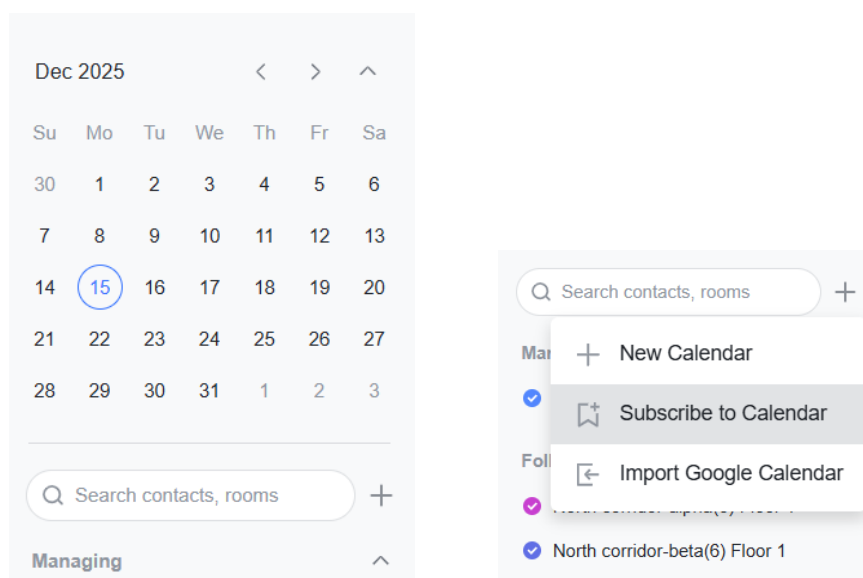 Dec 2025
Su Mo Tu We Th Fr Sa
30 1 2 3 4 5 6
7 8 9 10 11 12 13
14 15 16 17 18 19 20
21 22 23 24 25 26 27
28 29 30 31 1 2 3
Search contacts, rooms
Managing
Search contacts, rooms
New Calendar
Subscribe to Calendar
Import Google Calendar
North corridor-beta(6) Floor 1